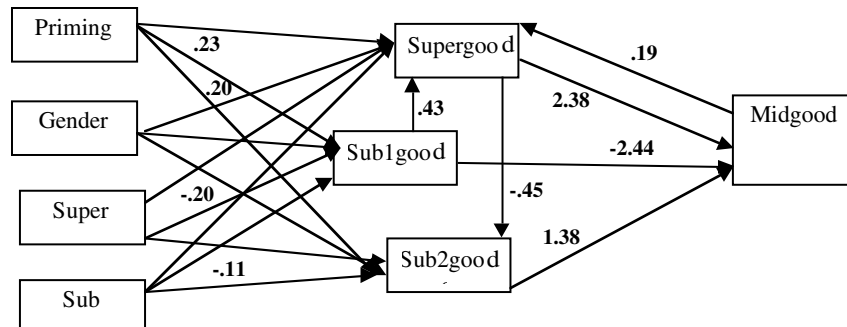 Priming
.23
Supergood
.19
.20
2.38
Gender
.43
Midgood
Sub1good
-2.44
-.20
-.45
Super
1.38
Sub2good
-.11
Sub